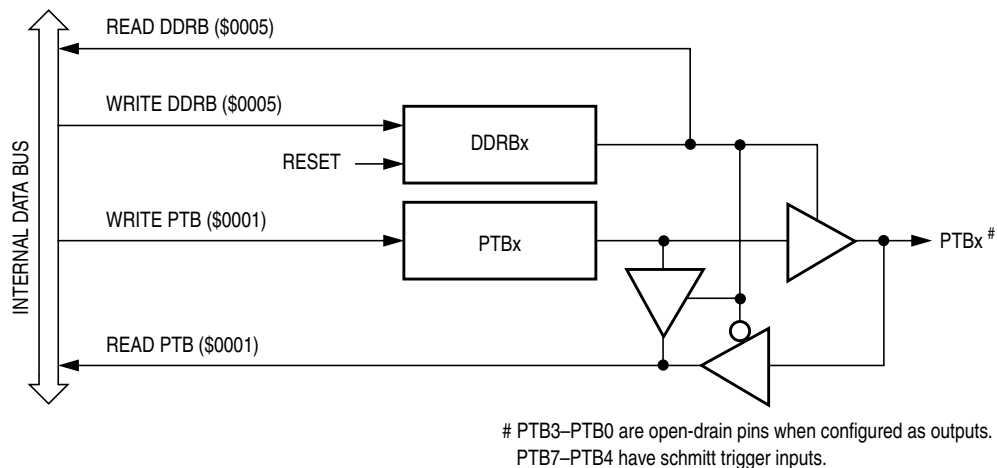 READ DDRB ($0005)
WRITE DDRB ($0005)
DDRBx
RESET
INTERNAL DATA BUS
WRITE PTB ($0001)
PTBx
PTBx #
READ PTB ($0001)
# PTB3–PTB0 are open-drain pins when configured as outputs.
PTB7–PTB4 have schmitt trigger inputs.